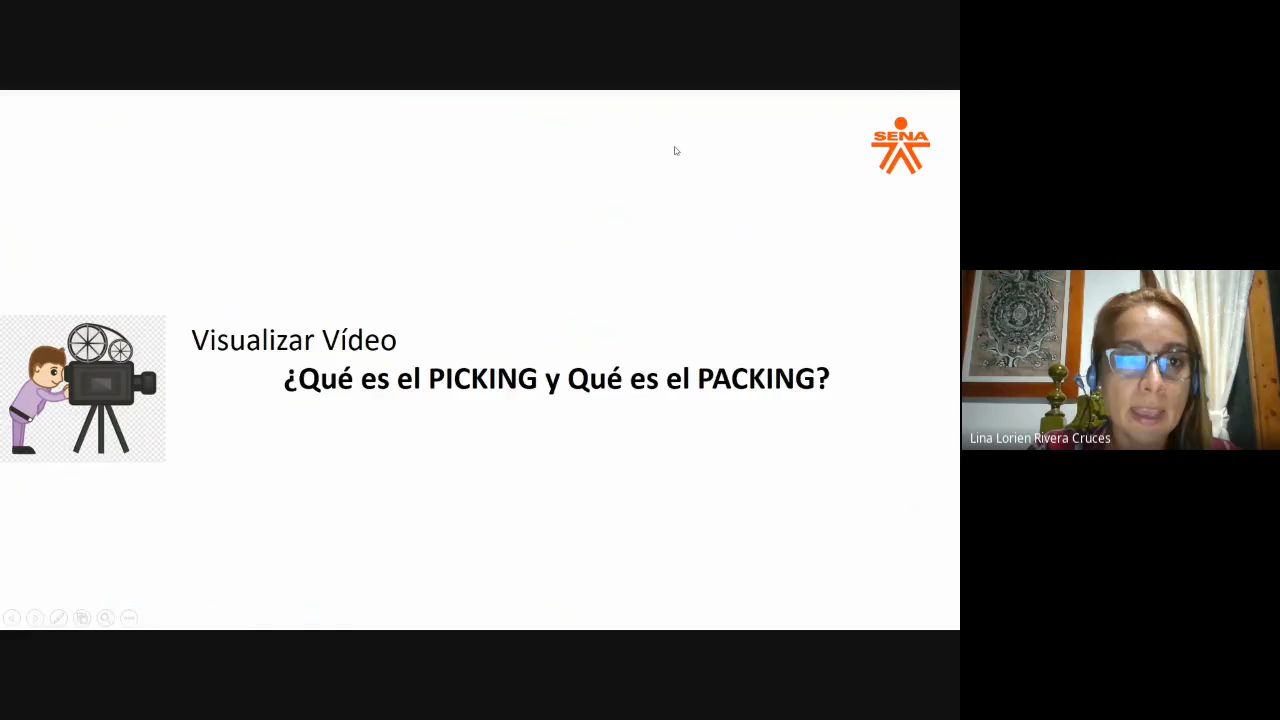 SENA
Visualizar Vídeo
¿Qué es el PICKING y Qué es el PACKING?
Lina Lorien Rivera Cruces